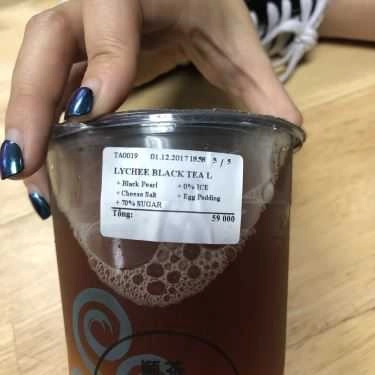 TA0019 01.12.2017 18:58 3 / 5
LYCHEE BLACK TEA L
+ Black Pearl + 0% ICE
+ Cheese Salt + Egg Pudding
+ 70% SUGAR
Tổng: 59 000